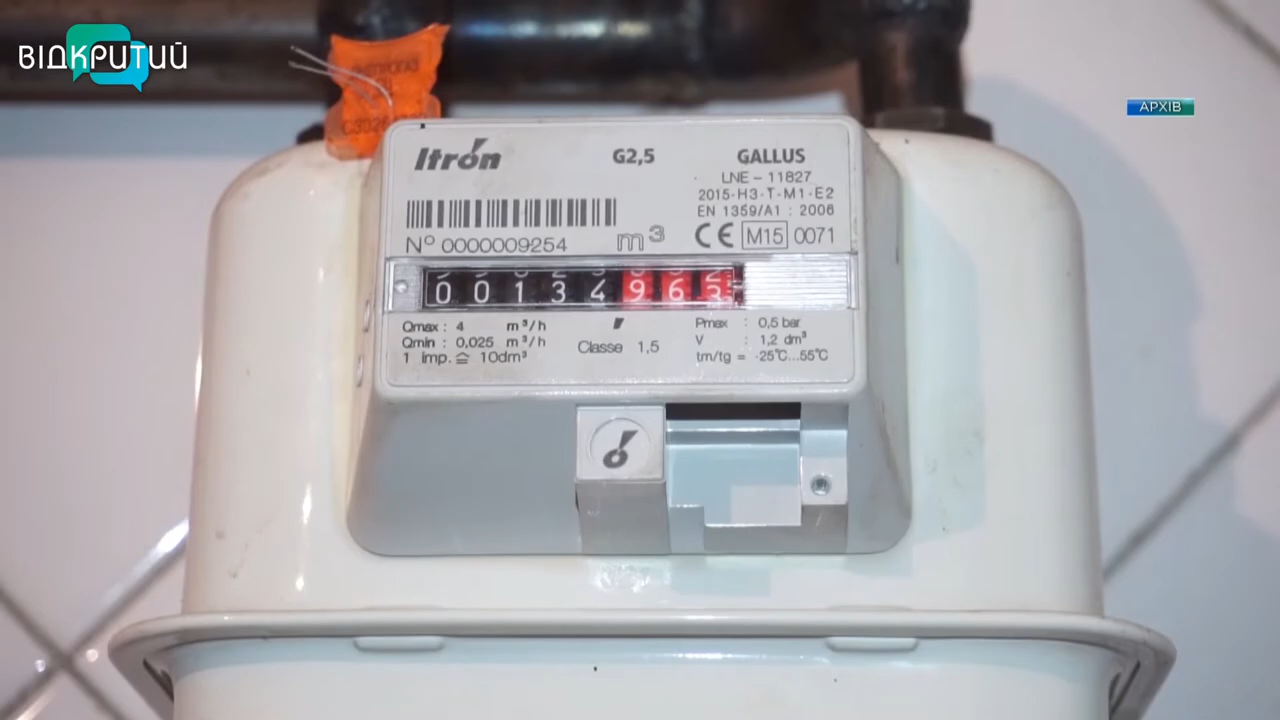 ВІДКРИТИЙ
АРХІВ
Itrón G2,5 GALLUS
LNE - 11827
2015-H3-T-M1-E2
EN 1359/A1 : 2006
Nº 0000009254 m³ CE M15 0071
0 0 1 3 4 9 6
Qmax : 4 m³/h
Qmin : 0,025 m³/h
1 imp. ≙ 10dm³
Classe 1,5
Pmax : 0,5 bar
V : 1,2 dm³
tm/tg = -25°C...55°C